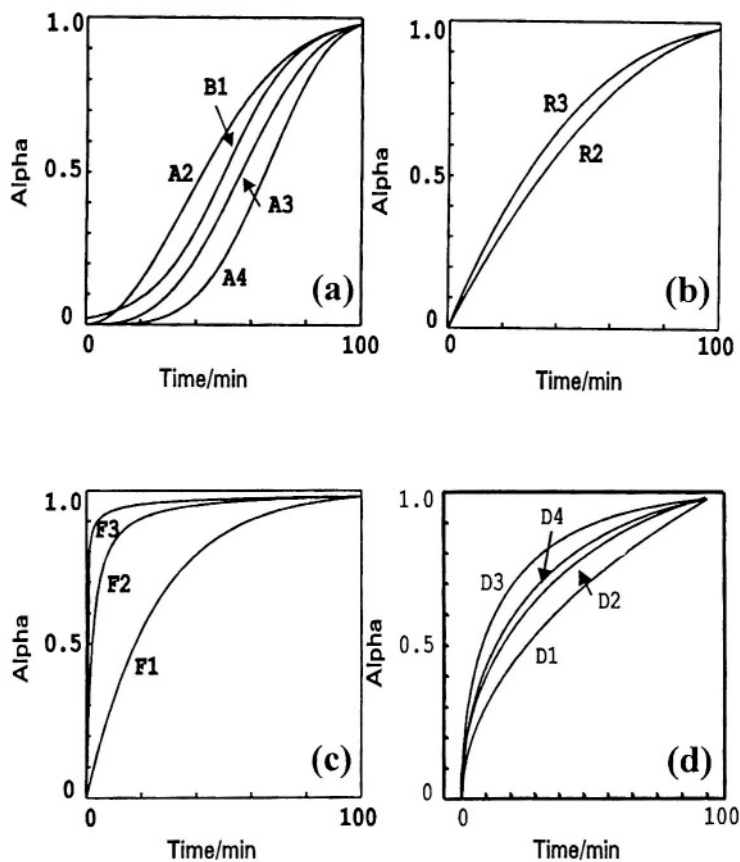 1.0
0.5
0
Alpha
B1
A2
A3
A4
(a)
0
100
Time/min
1.0
0.5
0
Alpha
R3
R2
(b)
0
100
Time/min
1.0
0.5
0
Alpha
F3
F2
F1
(c)
0
100
Time/min
1.0
0.5
0
Alpha
D4
D3
D2
D1
(d)
0
100
Time/min